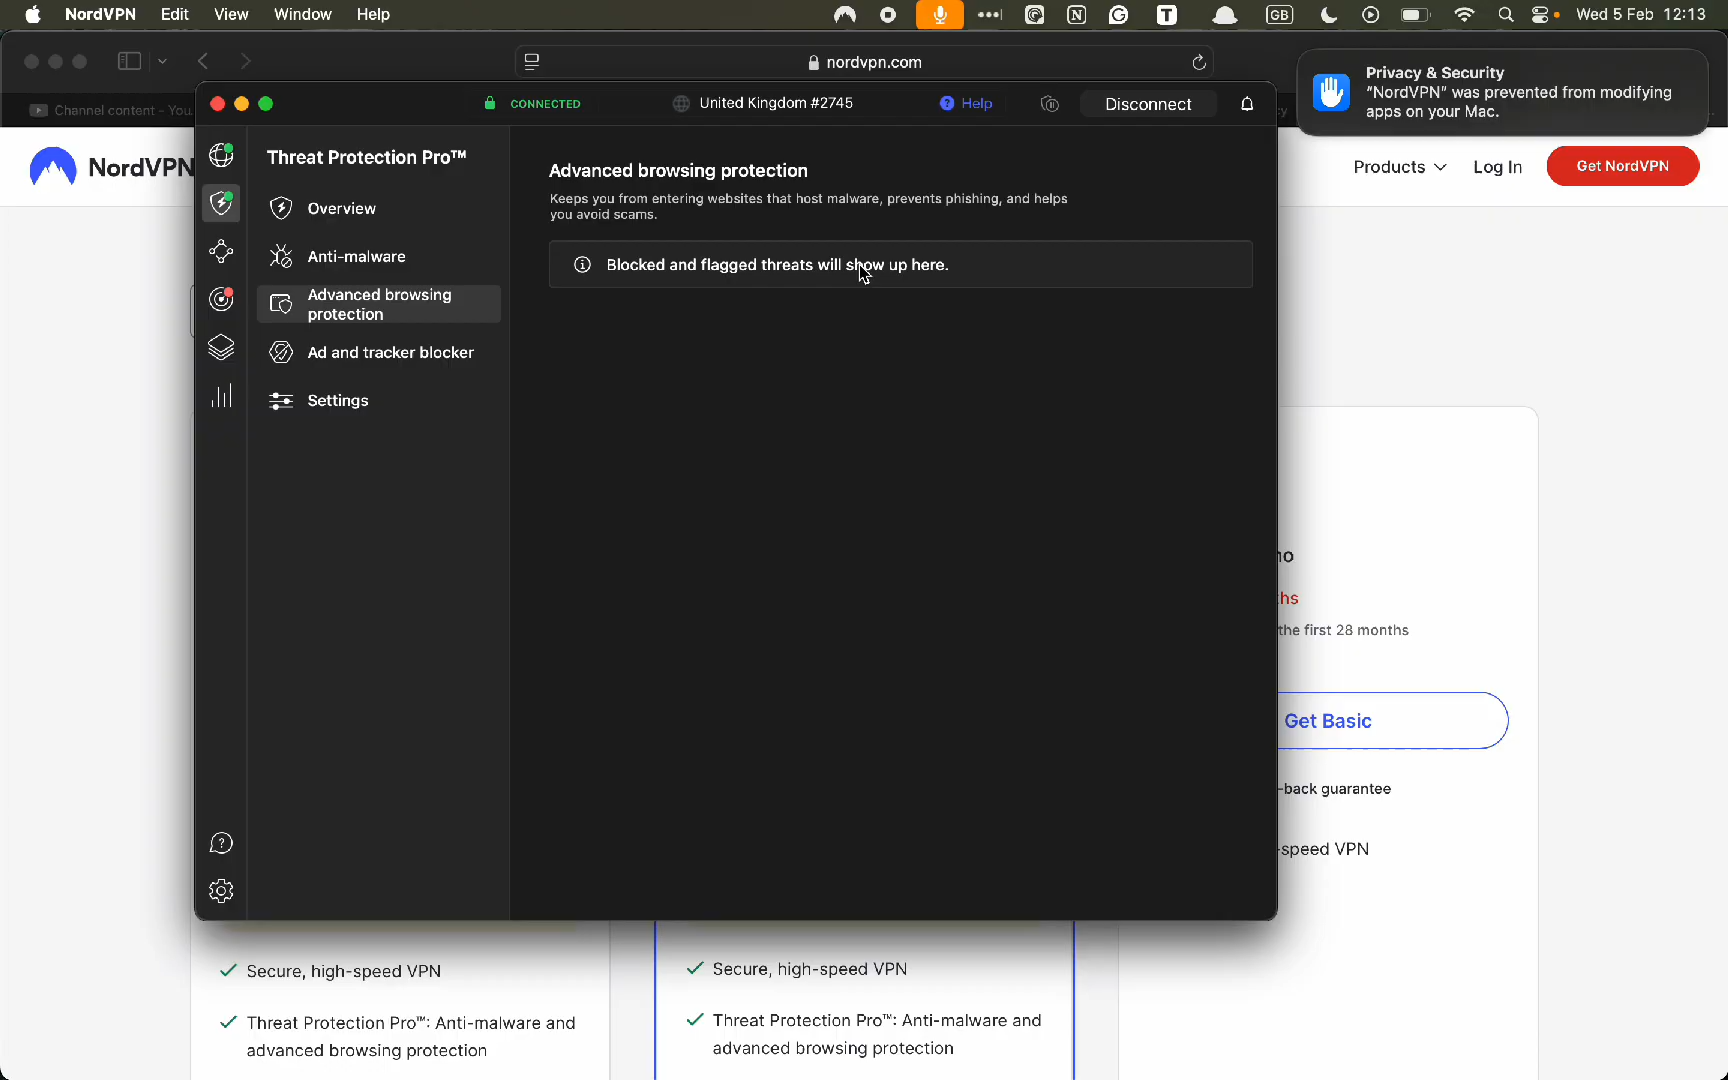 NordVPN Edit View Window Help
GB
Wed 5 Feb 12:13
nordvpn.com
Channel content - You
Privacy & Security
"NordVPN" was prevented from modifying
apps on your Mac.
CONNECTED
United Kingdom #2745
? Help
Disconnect
NordVPN
Products
Log In
Get NordVPN
Threat Protection Pro™
Overview
Anti-malware
Advanced browsing
protection
Ad and tracker blocker
Settings
Advanced browsing protection
Keeps you from entering websites that host malware, prevents phishing, and helps
you avoid scams.
Blocked and flagged threats will show up here.
the first 28 months
Get Basic
-back guarantee
-speed VPN
Secure, high-speed VPN
Threat Protection Pro™: Anti-malware and
advanced browsing protection
Secure, high-speed VPN
Threat Protection Pro™: Anti-malware and
advanced browsing protection